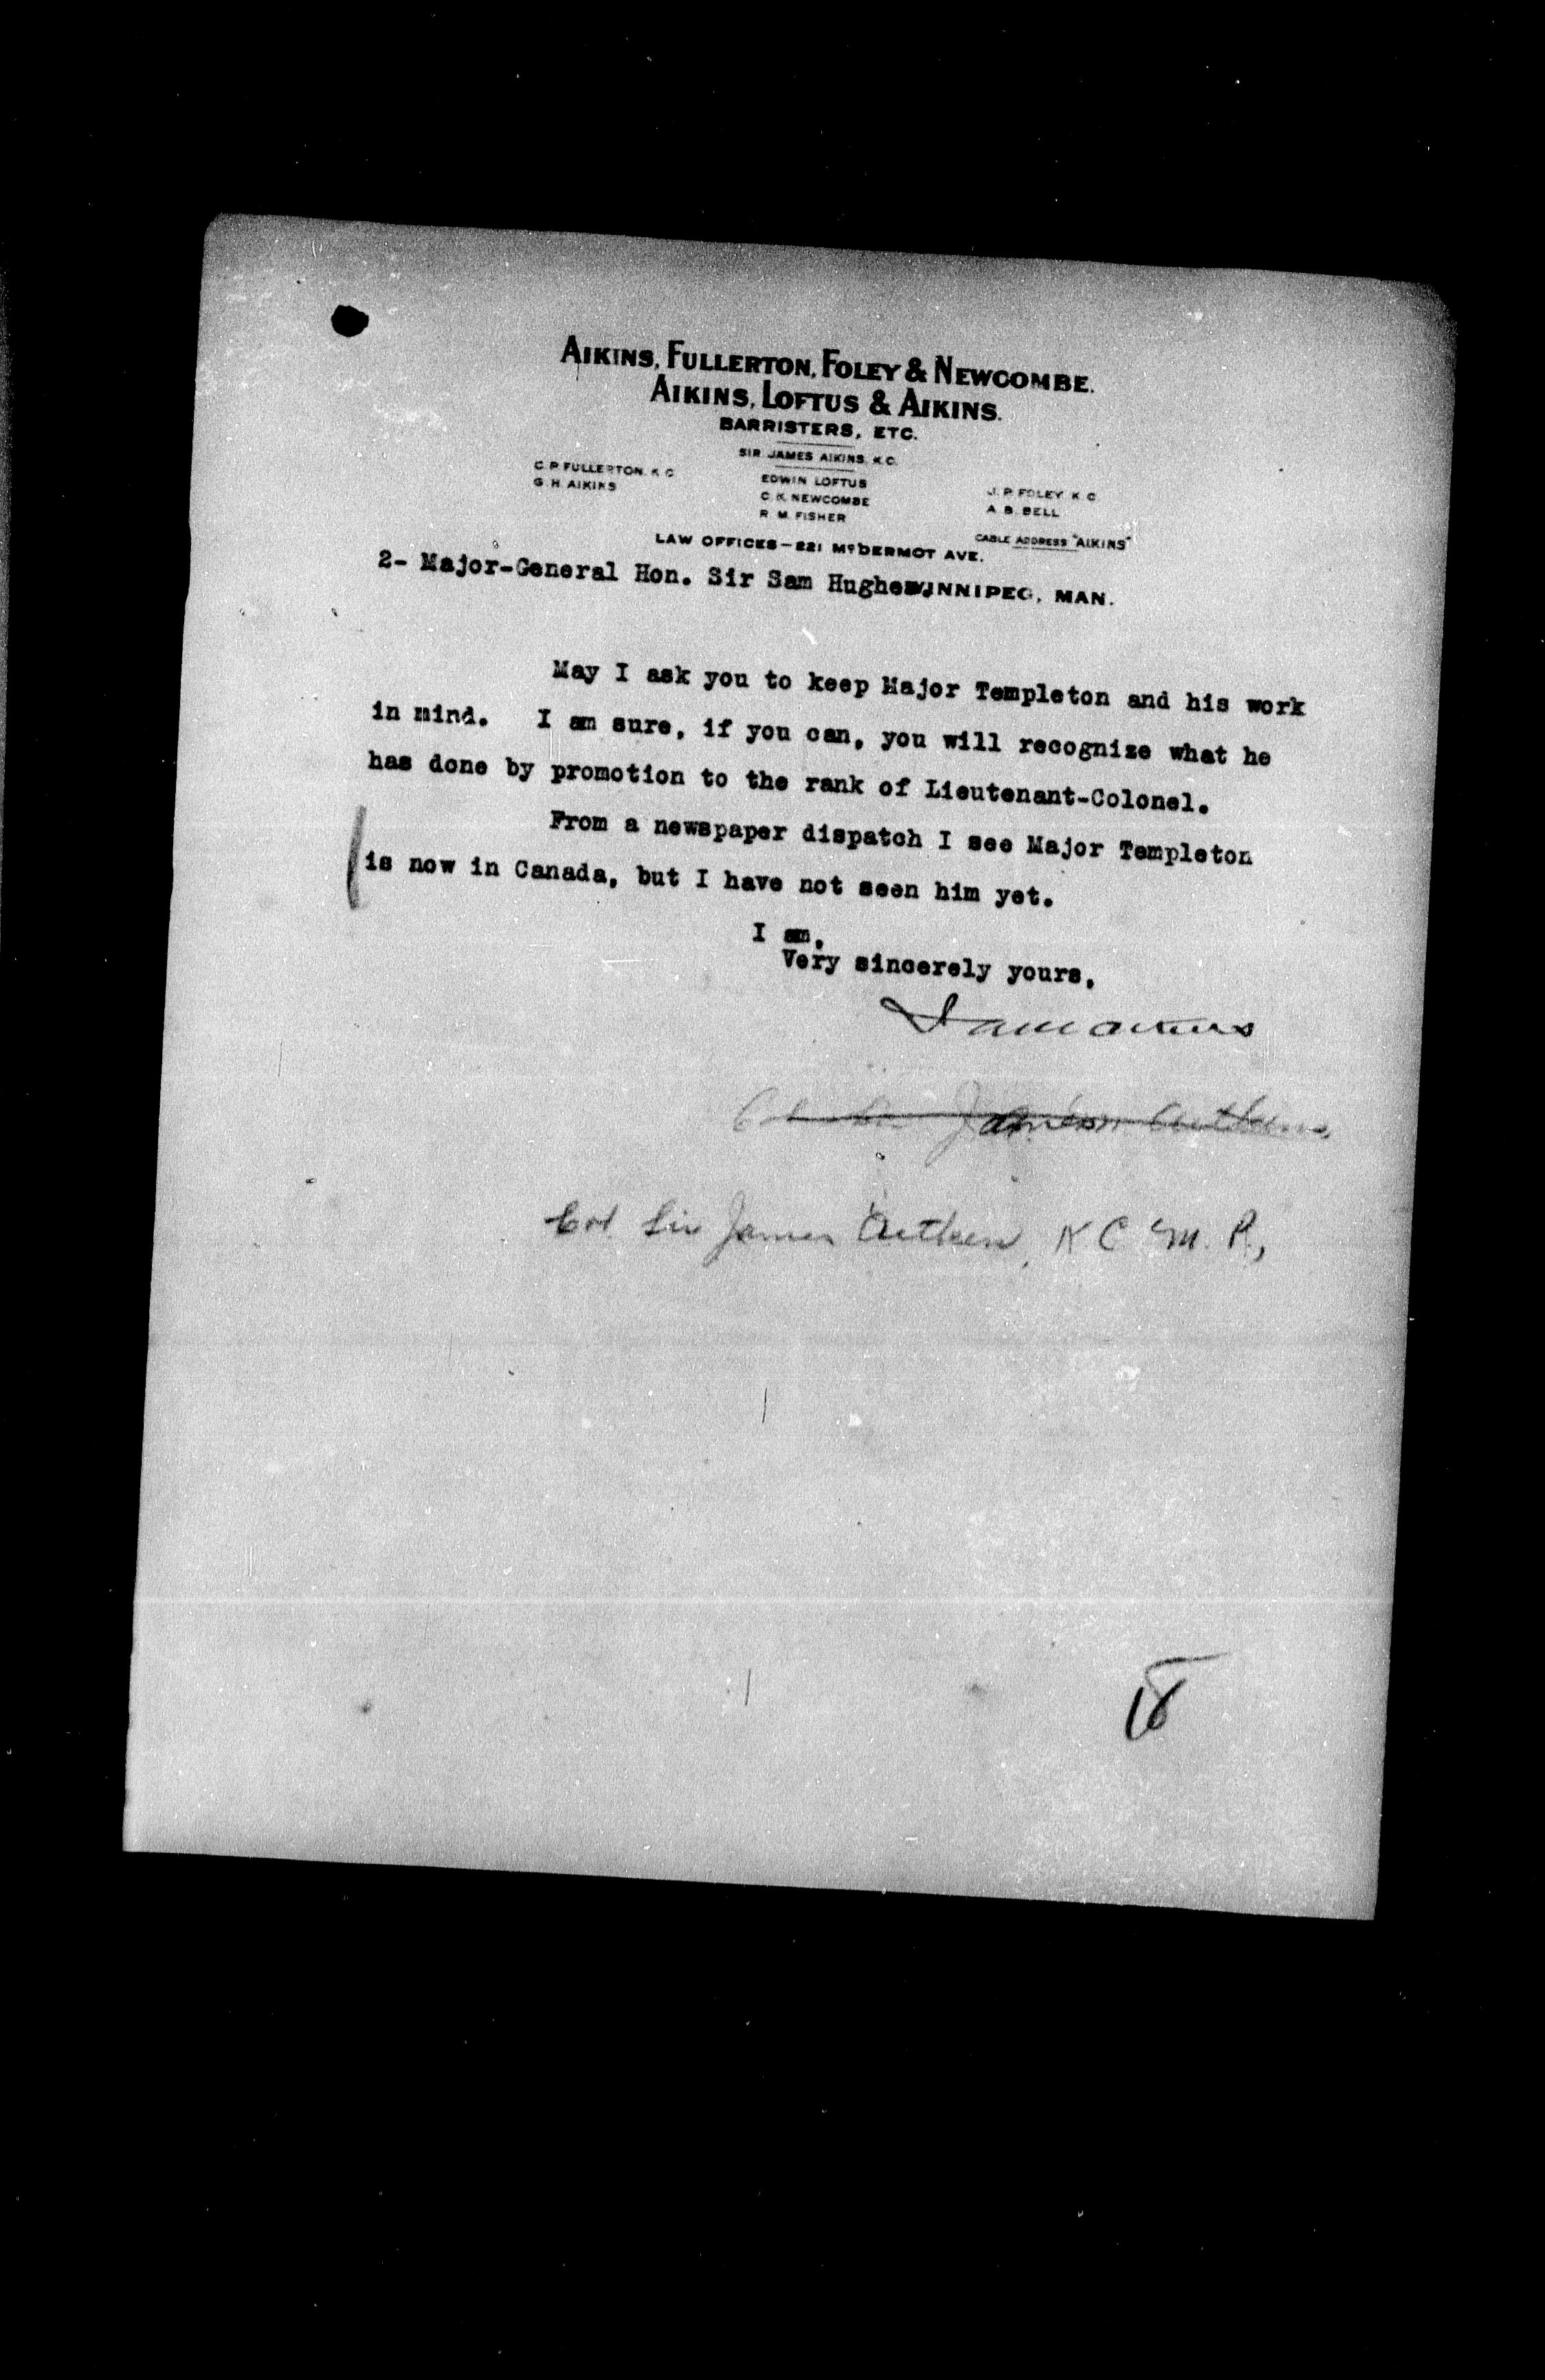 AIKINS, FULLERTON, FOLEY & NEWCOMBE.
AIKINS, LOFTUS & AIKINS.
BARRISTERS, ETC.
SIR JAMES AIKINS, K.C.
C. P. FULLERTON, K C
G. H. AIKINS
EDWIN LOFTUS
C. K. NEWCOMBE
R. M. FISHER
J. P. FOLEY K C
A. B. BELL
CABLE ADDRESS "AIKINS"
LAW OFFICES—221 McDERMOT AVE.
WINNIPEG, MAN.
2- Major-General Hon. Sir Sam Hughes,
May I ask you to keep Major Templeton and his work
in mind. I am sure, if you can, you will recognize what he
has done by promotion to the rank of Lieutenant-Colonel.
From a newspaper dispatch I see Major Templeton
is now in Canada, but I have not seen him yet.
I am,
Very sincerely yours,
Col. Sir James Aitken, K C M. P.,
18